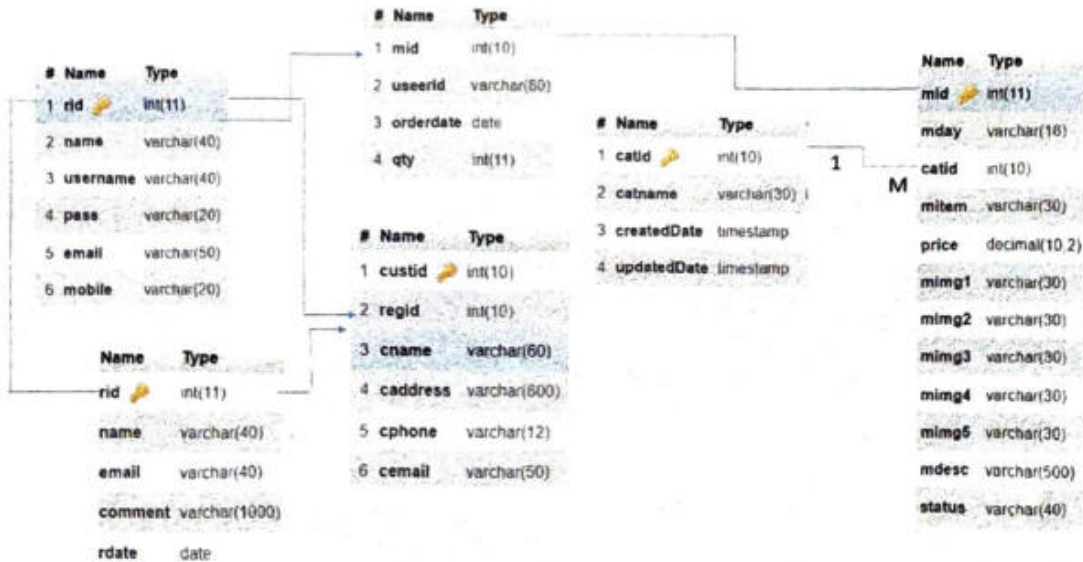 # Name Type
1 rid int(11)
2 name varchar(40)
3 username varchar(40)
4 pass varchar(20)
5 email varchar(50)
6 mobile varchar(20)
# Name Type
1 mid int(10)
2 useerid varchar(50)
3 orderdate date
4 qty int(11)
Name Type
rid int(11)
name varchar(40)
email varchar(40)
comment varchar(1000)
rdate date
# Name Type
1 custid int(10)
2 regid int(10)
3 cname varchar(60)
4 caddress varchar(600)
5 cphone varchar(12)
6 cemail varchar(50)
# Name Type
1 catid int(10)
2 catname varchar(30)
3 createdDate timestamp
4 updatedDate timestamp
1
M
Name Type
mid int(11)
mday varchar(16)
catid int(10)
mitem varchar(30)
price decimal(10,2)
mimg1 varchar(30)
mimg2 varchar(30)
mimg3 varchar(30)
mimg4 varchar(30)
mimg5 varchar(30)
mdesc varchar(500)
status varchar(40)